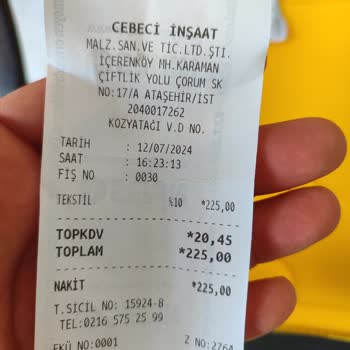 CEBECİ İNŞAAT
MALZ.SAN.VE TİC.LTD.ŞTİ.
İÇERENKÖY MH.KARAMAN
ÇİFTLİK YOLU ÇORUM SK
NO:17/A ATAŞEHİR/İST
2040017262
KOZYATAĞI V.D NO.
TARİH : 12/07/2024
SAAT : 16:23:13
FİŞ NO : 0030
TEKSTİL %10 *225,00
TOPKDV *20,45
TOPLAM *225,00
NAKİT *225,00
T.SİCİL NO: 15924-8
TEL:0216 575 25 99
EKÜ NO:0001 Z NO:2764